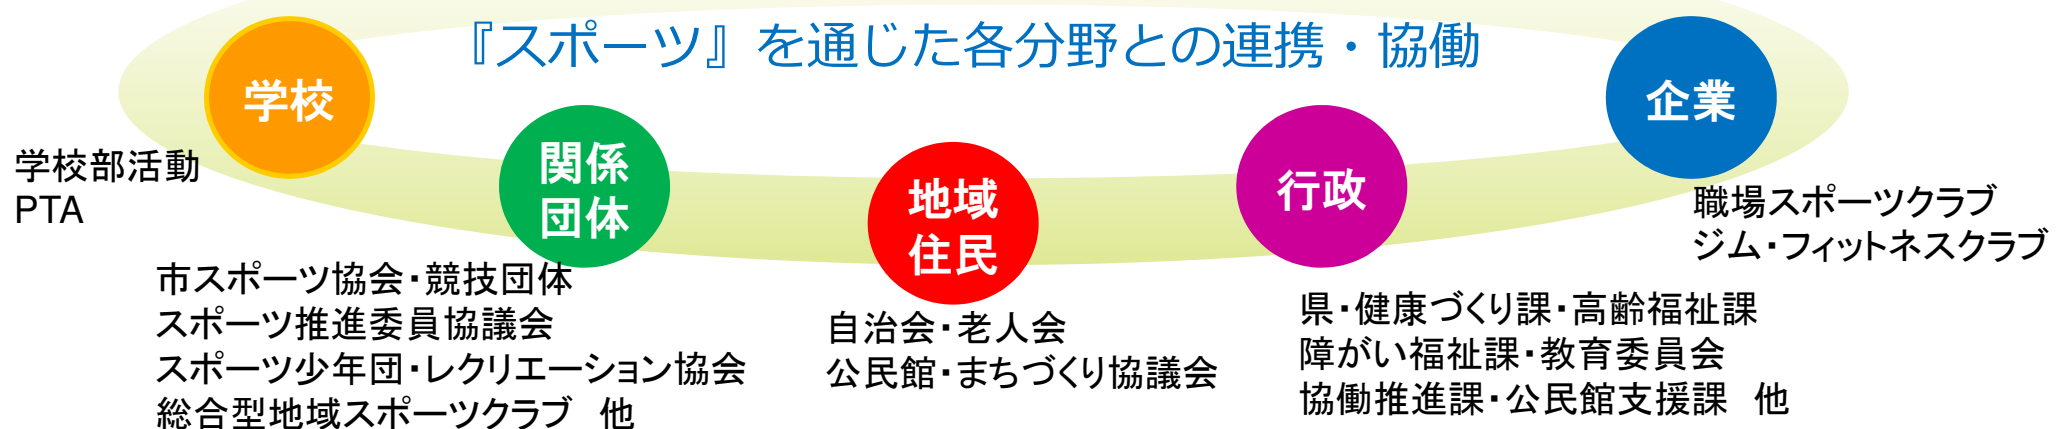 『スポーツ』を通じた各分野との連携・協働
学校
学校部活動
PTA
関係
団体
市スポーツ協会・競技団体
スポーツ推進委員協議会
スポーツ少年団・レクリエーション協会
総合型地域スポーツクラブ　他
地域
住民
自治会・老人会
公民館・まちづくり協議会
行政
県・健康づくり課・高齢福祉課
障がい福祉課・教育委員会
協働推進課・公民館支援課　他
企業
職場スポーツクラブ
ジム・フィットネスクラブ